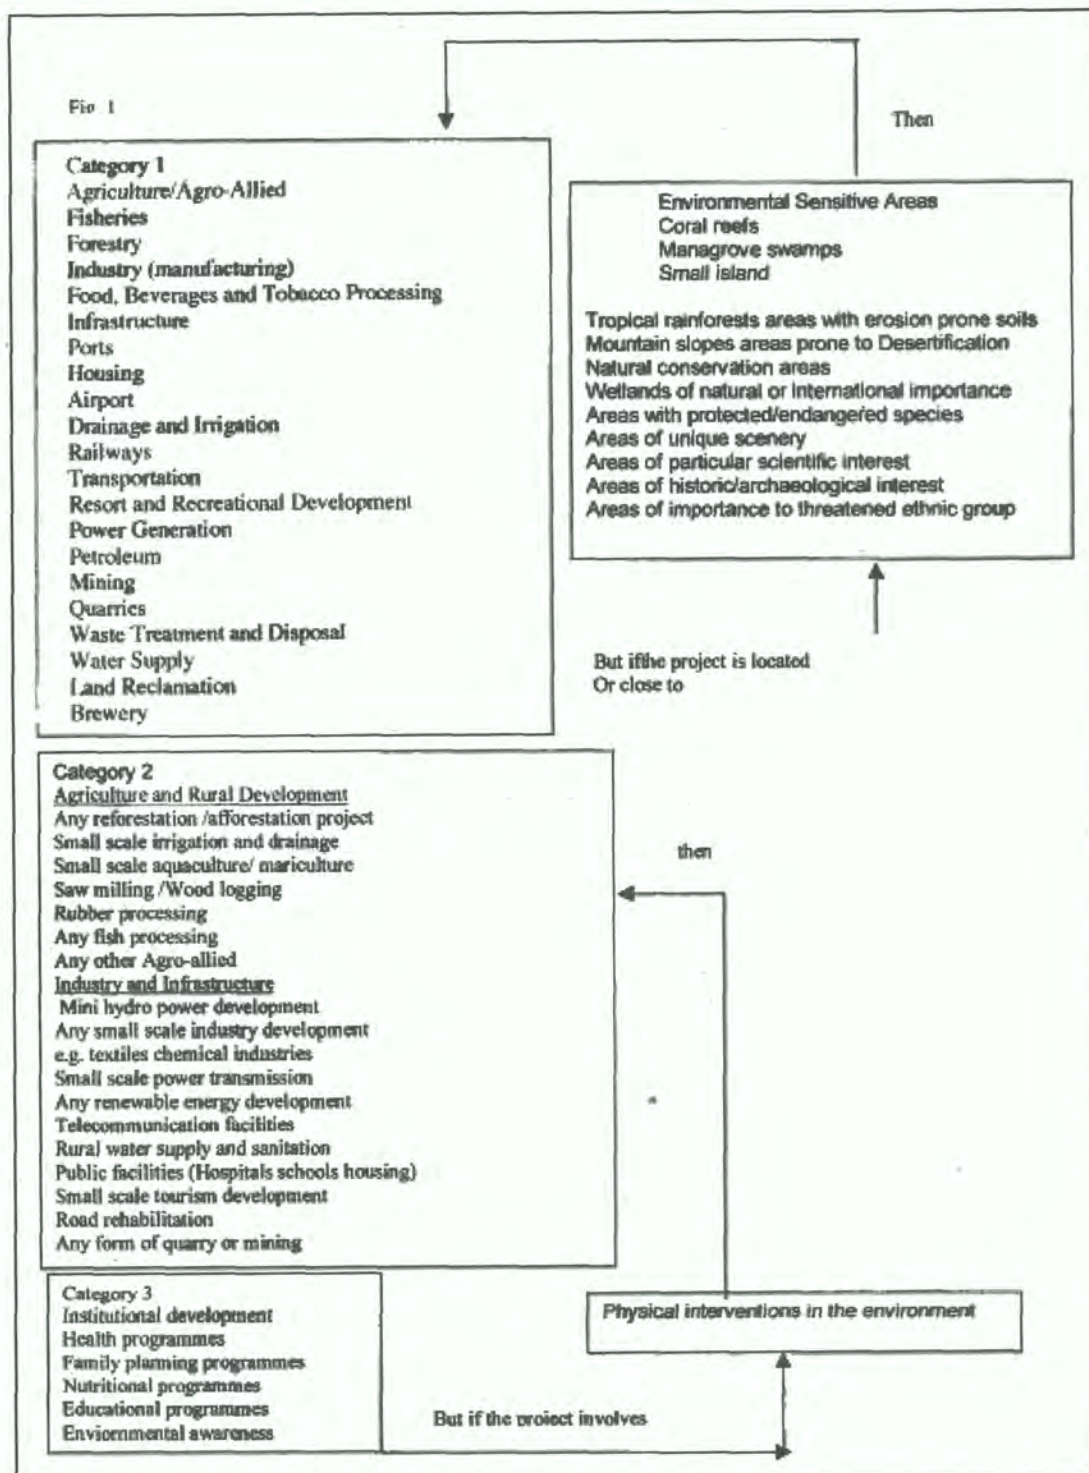 Fig 1
Then
Category 1
Agriculture/Agro-Allied
Fisheries
Forestry
Industry (manufacturing)
Food, Beverages and Tobacco Processing
Infrastructure
Ports
Housing
Airport
Drainage and Irrigation
Railways
Transportation
Resort and Recreational Development
Power Generation
Petroleum
Mining
Quarries
Waste Treatment and Disposal
Water Supply
Land Reclamation
Brewery
Environmental Sensitive Areas
Coral reefs
Managrove swamps
Small island
Tropical rainforests areas with erosion prone soils
Mountain slopes areas prone to Desertification
Natural conservation areas
Wetlands of natural or international importance
Areas with protected/endangered species
Areas of unique scenery
Areas of particular scientific interest
Areas of historic/archaeological interest
Areas of importance to threatened ethnic group
But ifthe project is located
Or close to
Category 2
Agriculture and Rural Development
Any reforestation /afforestation project
Small scale irrigation and drainage
Small scale aquaculture/ mariculture
Saw milling /Wood logging
Rubber processing
Any fish processing
Any other Agro-allied
Industry and Infrastructure
Mini hydro power development
Any small scale industry development
e.g. textiles chemical industries
Small scale power transmission
Any renewable energy development
Telecommunication facilities
Rural water supply and sanitation
Public facilities (Hospitals schools housing)
Small scale tourism development
Road rehabilitation
Any form of quarry or mining
then
Category 3
Institutional development
Health programmes
Family planning programmes
Nutritional programmes
Educational programmes
Enviornmental awareness
Physical interventions in the environment
But if the project involves